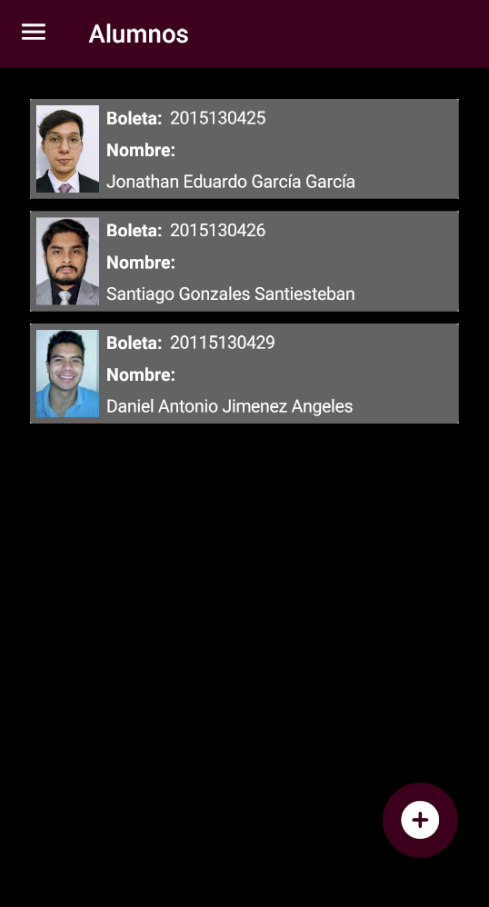 Alumnos
Boleta: 2015130425
Nombre:
Jonathan Eduardo García García
Boleta: 2015130426
Nombre:
Santiago Gonzales Santiesteban
Boleta: 20115130429
Nombre:
Daniel Antonio Jimenez Angeles